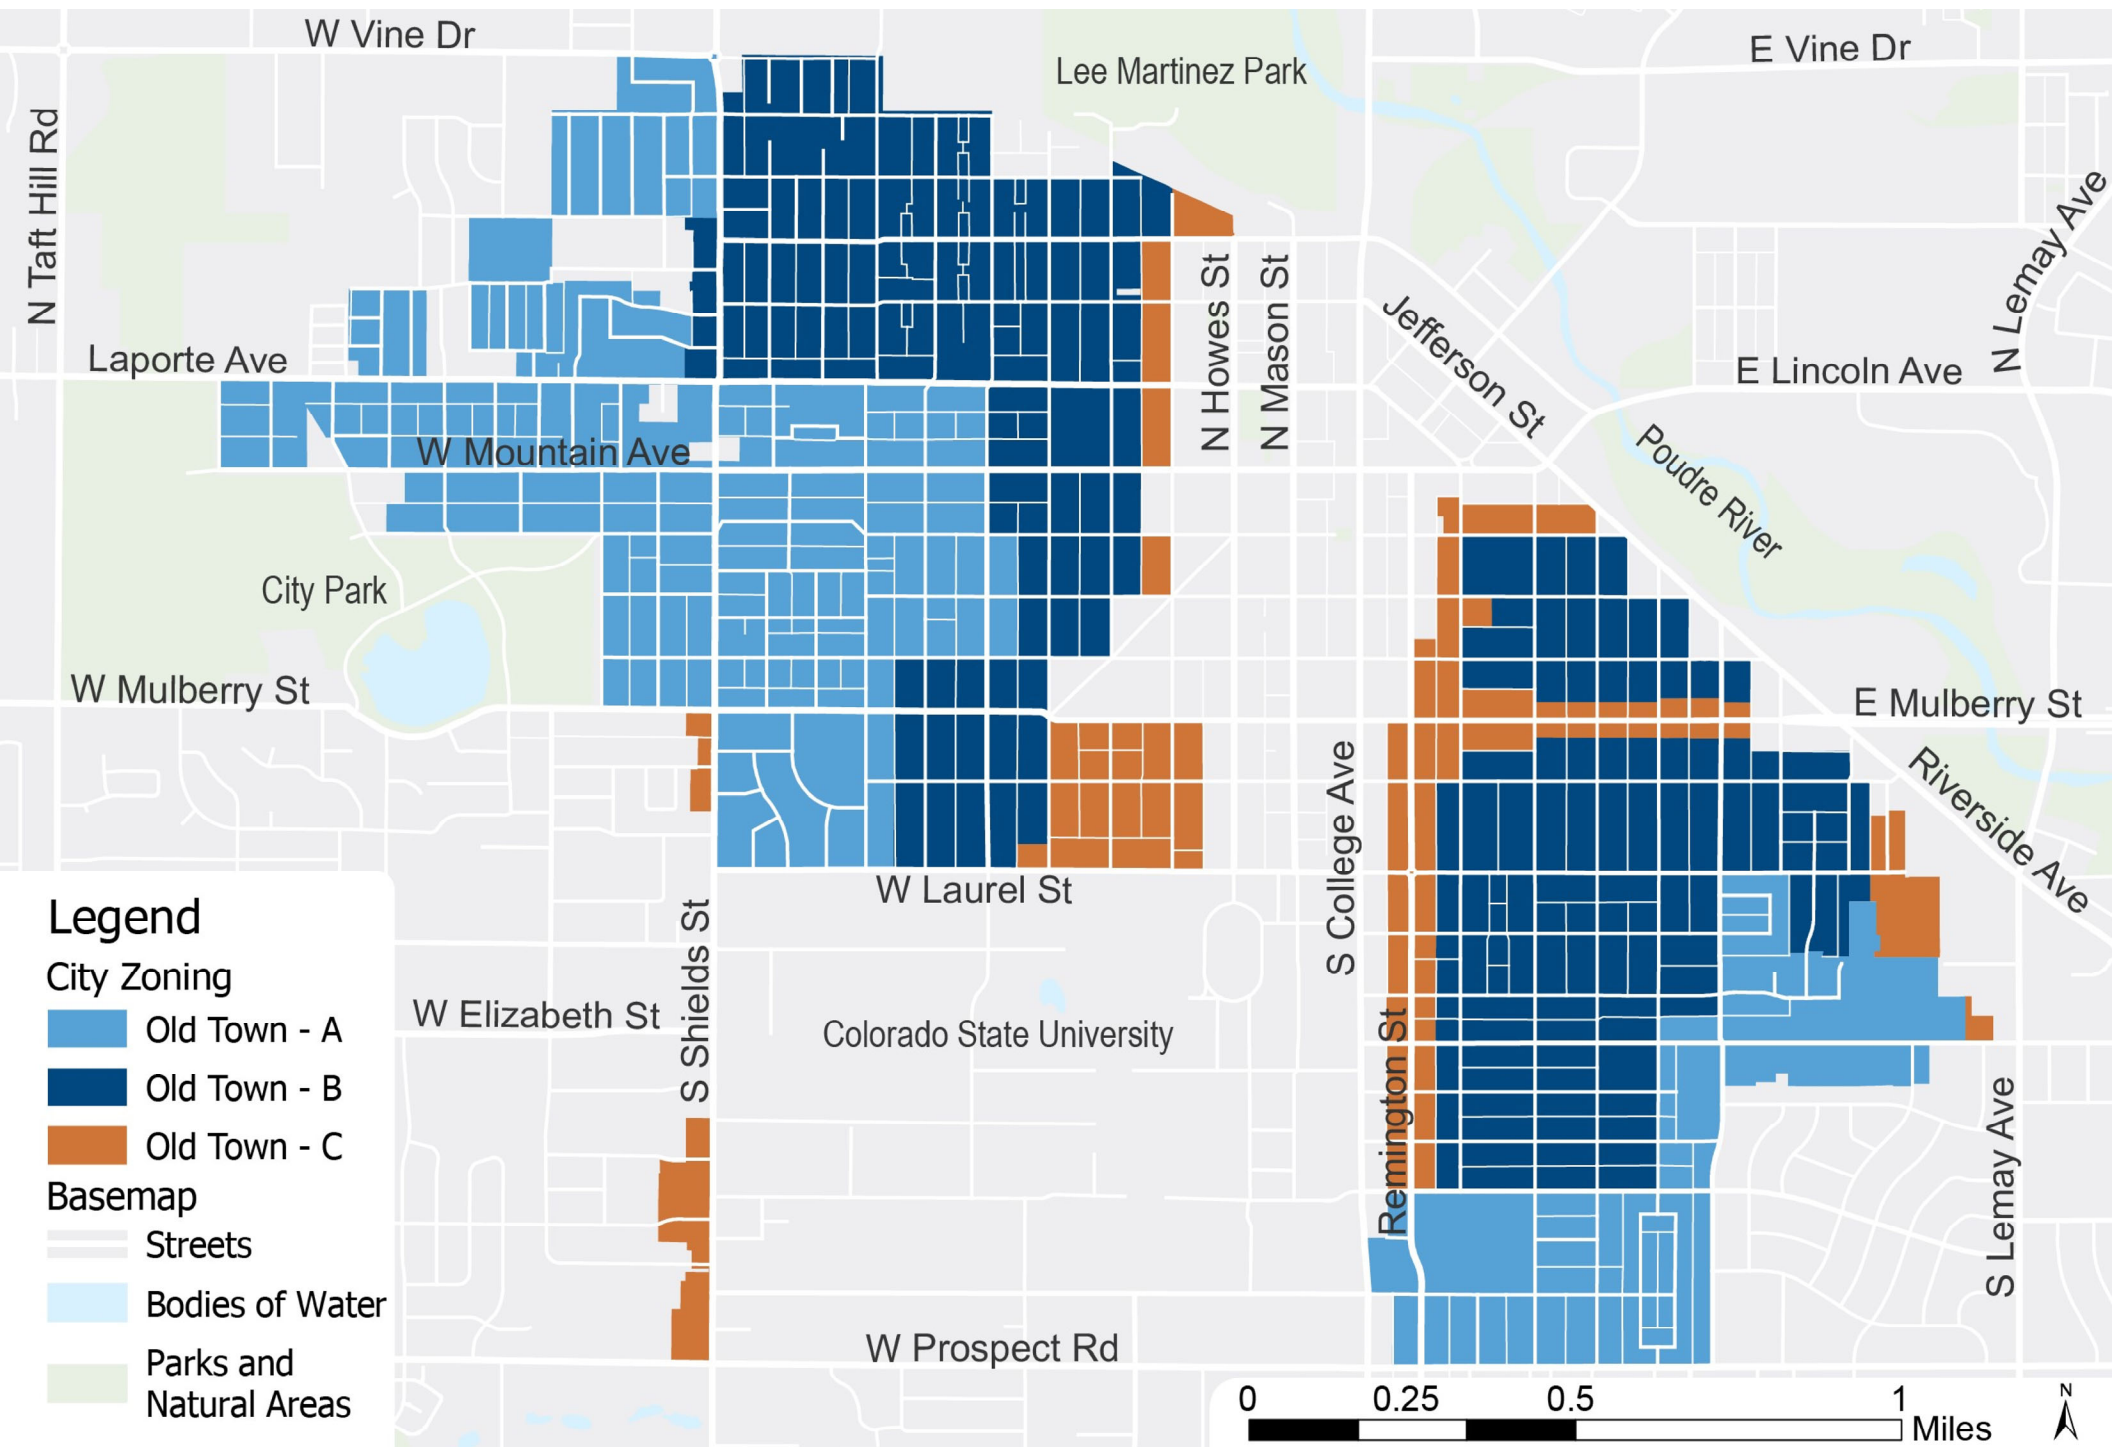 W Vine Dr
E Vine Dr
Lee Martinez Park
N Taft Hill Rd
N Lemay Ave
N Howes St
N Mason St
Jefferson St
Laporte Ave
E Lincoln Ave
W Mountain Ave
Poudre River
City Park
W Mulberry St
E Mulberry St
S College Ave
Riverside Ave
W Laurel St
S Shields St
W Elizabeth St
Colorado State University
Remington St
S Lemay Ave
W Prospect Rd
Legend
City Zoning
Old Town - A
Old Town - B
Old Town - C
Basemap
Streets
Bodies of Water
Parks and
Natural Areas
0 0.25 0.5 1
Miles
N